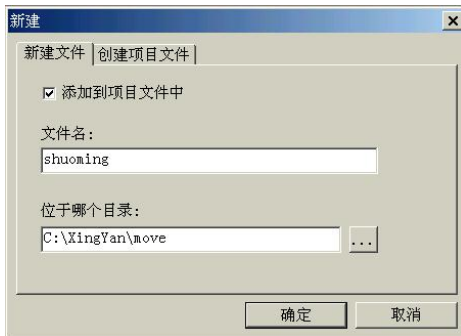 新建
新建文件 创建项目文件
添加到项目文件中
文件名:
shuoming
位于哪个目录:
C:\XingYan\move
...
确定 取消